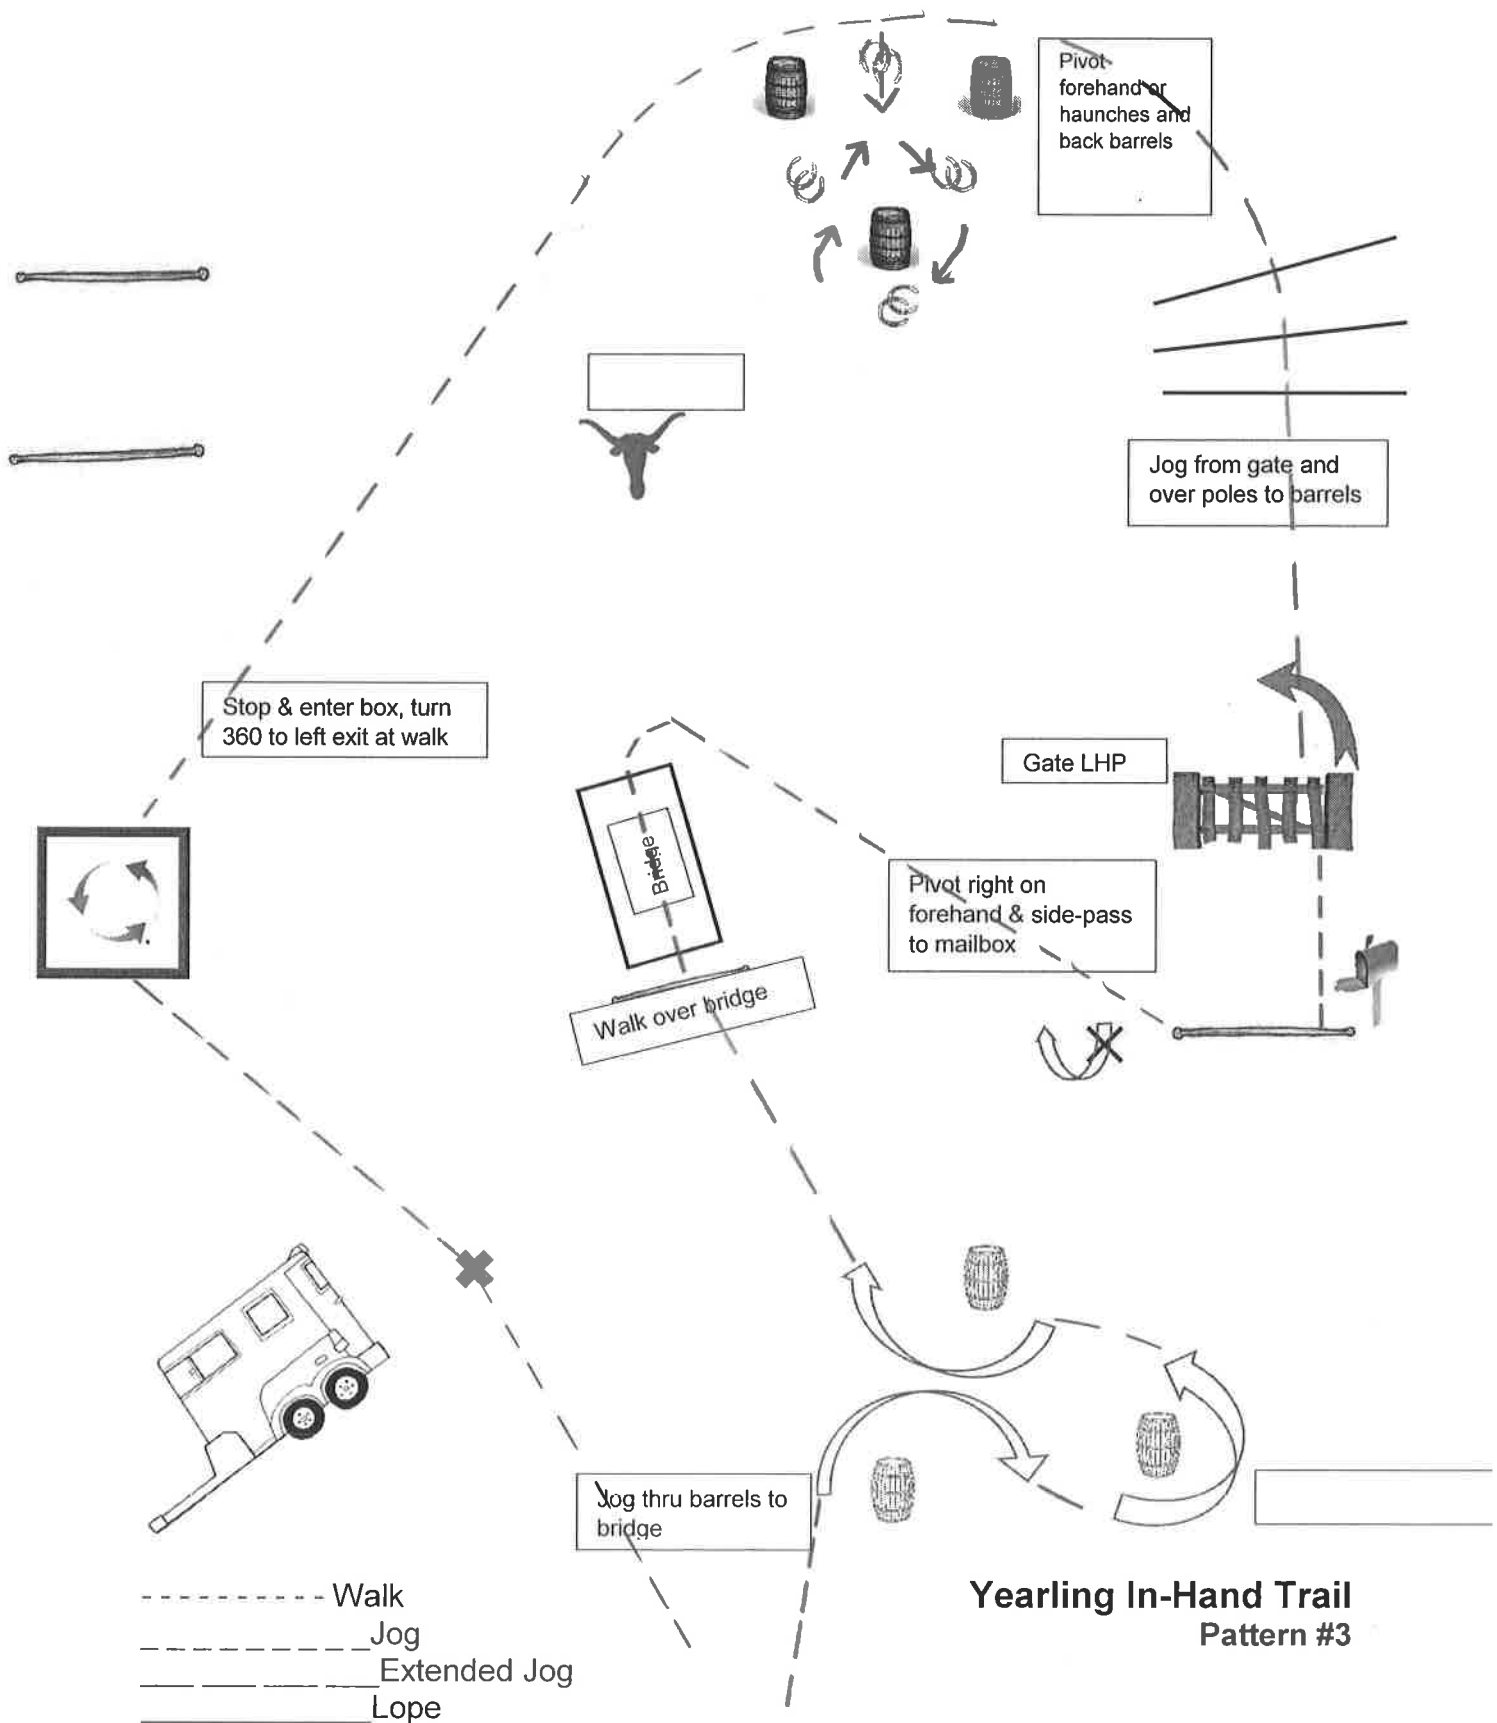 Pivot
forehand or
haunches and
back barrels
Jog from gate and
over poles to barrels
Stop & enter box, turn
360 to left exit at walk
Gate LHP
Bridge
Pivot right on
forehand & side-pass
to mailbox
Walk over bridge
Jog thru barrels to
bridge
Walk
Jog
Extended Jog
Lope
Yearling In-Hand Trail
Pattern #3